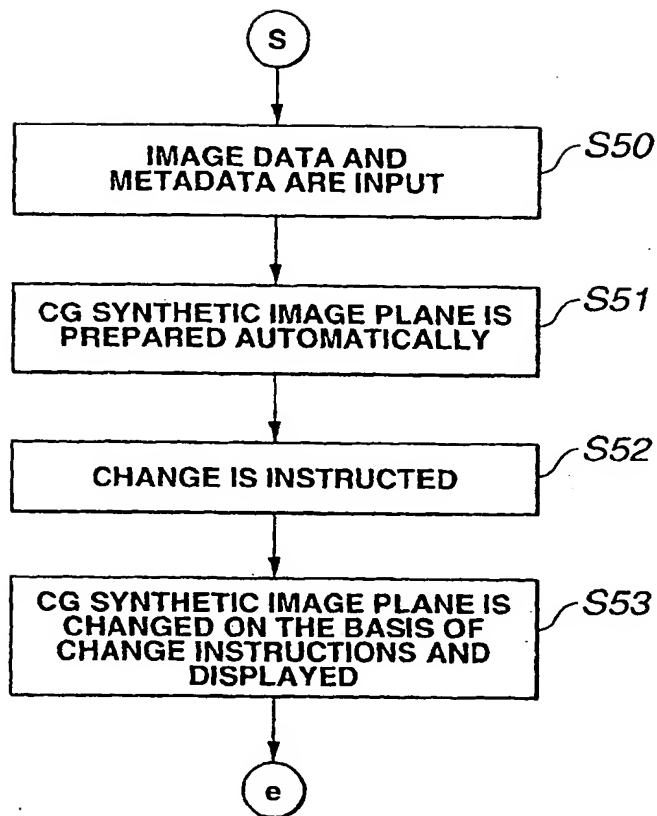 S
IMAGE DATA AND
METADATA ARE INPUT
S50
CG SYNTHETIC IMAGE PLANE IS
PREPARED AUTOMATICALLY
S51
CHANGE IS INSTRUCTED
S52
CG SYNTHETIC IMAGE PLANE IS
CHANGED ON THE BASIS OF
CHANGE INSTRUCTIONS AND
DISPLAYED
S53
e